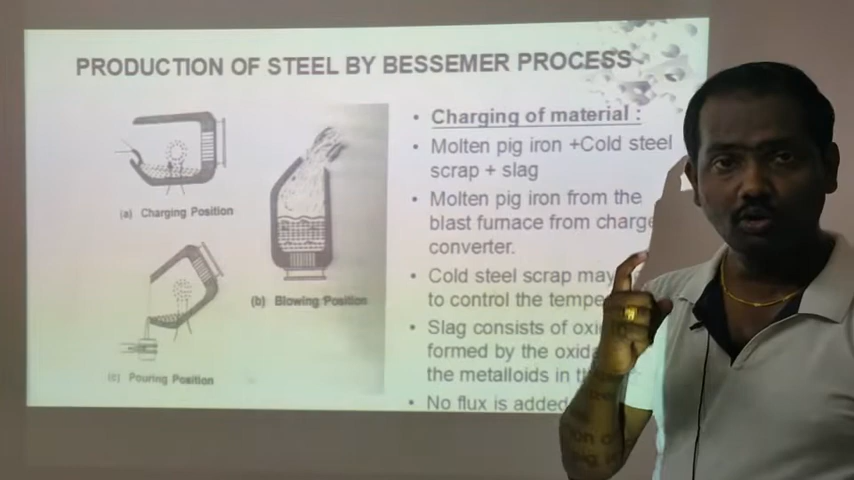 PRODUCTION OF STEEL BY BESSEMER PROCESS
(a) Charging Position
(b) Blowing Position
(c) Pouring Position
• Charging of material :
• Molten pig iron +Cold steel
scrap + slag
• Molten pig iron from the
blast furnace from charge
converter.
• Cold steel scrap may
to control the tempe
• Slag consists of oxi
formed by the oxida
the metalloids in
• No flux is added